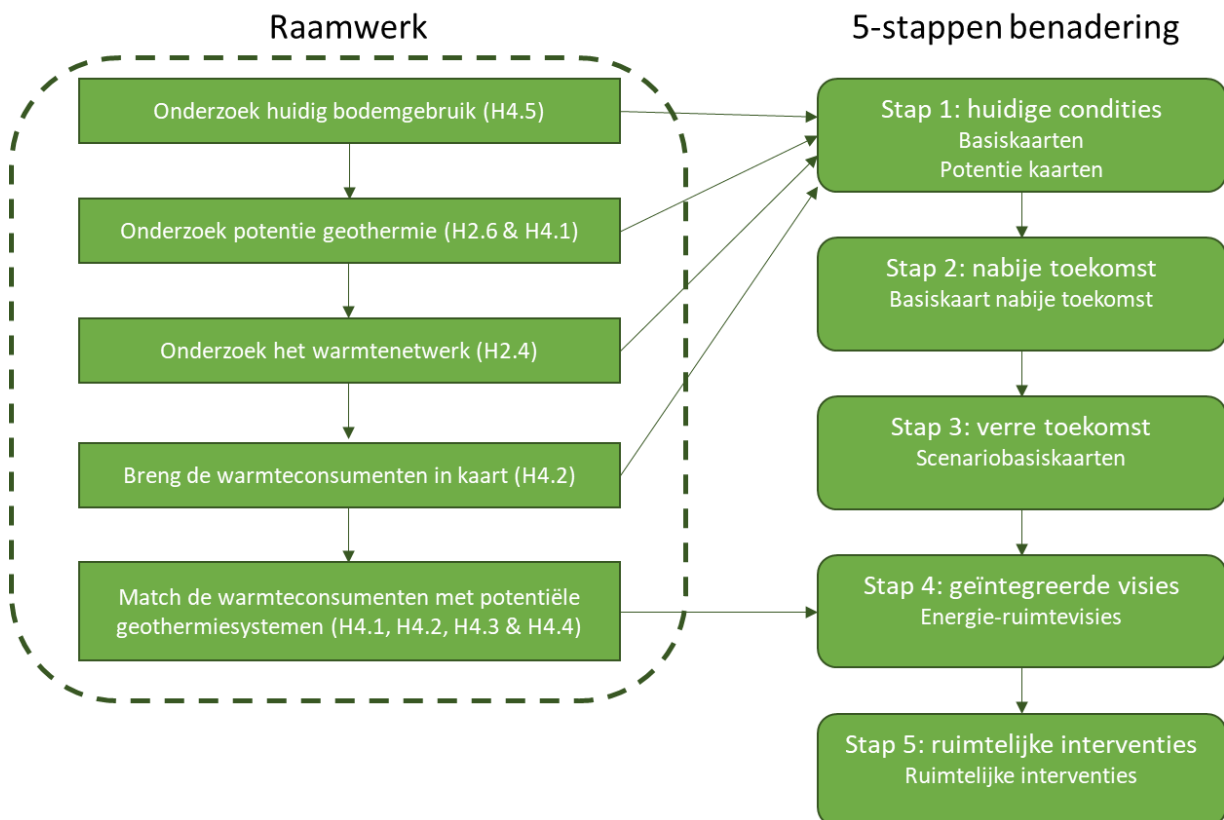 Raamwerk
Onderzoek huidig bodemgebruik (H4.5)
Onderzoek potentie geothermie (H2.6 & H4.1)
Onderzoek het warmtenetwerk (H2.4)
Breng de warmteconsumenten in kaart (H4.2)
Match de warmteconsumenten met potentiële
geothermiesystemen (H4.1, H4.2, H4.3 & H4.4)
5-stappen benadering
Stap 1: huidige condities
Basiskaarten
Potentie kaarten
Stap 2: nabije toekomst
Basiskaart nabije toekomst
Stap 3: verre toekomst
Scenariobasiskaarten
Stap 4: geïntegreerde visies
Energie-ruimtevisies
Stap 5: ruimtelijke interventies
Ruimtelijke interventies